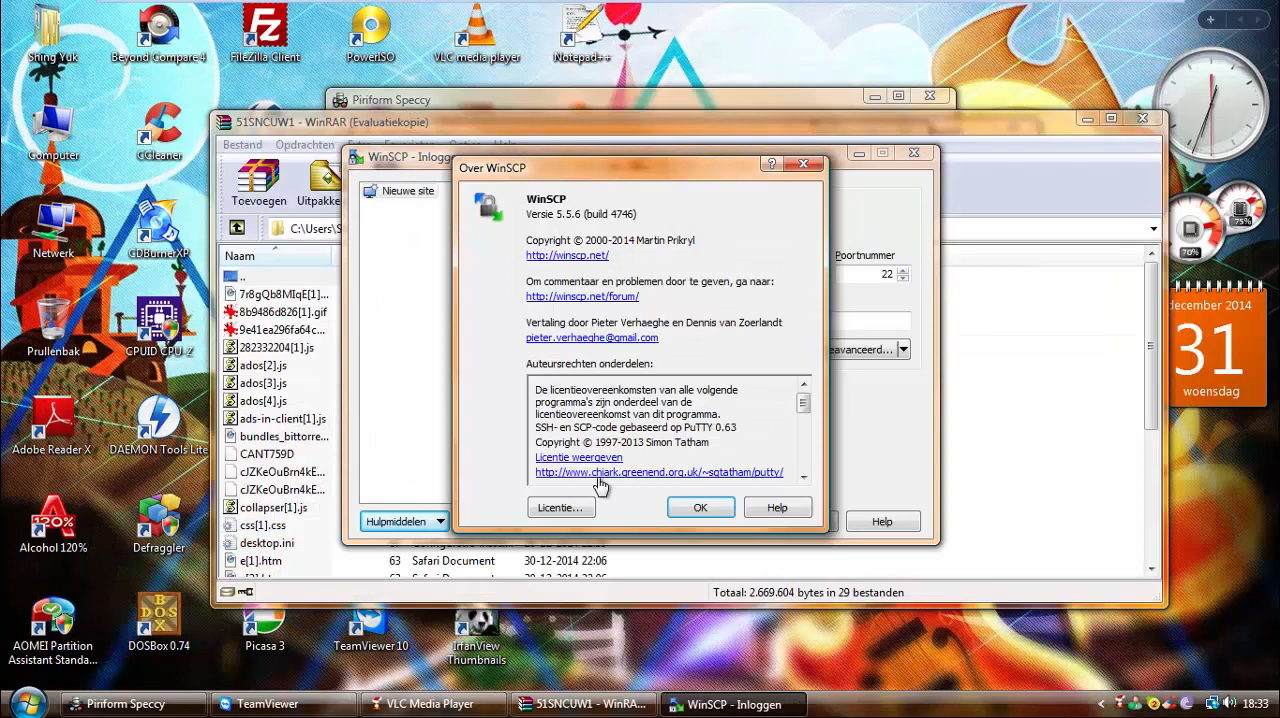 Shing Yuk
Beyond Compare 4
FileZilla Client
PowerISO
VLC media player
Notepad++
Computer
CCleaner
Netwerk
CDBurnerXP
Prullenbak
CPUID CPU-Z
Adobe Reader X
DAEMON Tools Lite
Alcohol 120%
Defraggler
AOMEI Partition
Assistant Standa...
DOSBox 0.74
Picasa 3
TeamViewer 10
IrfanView
Thumbnails
Piriform Speccy
51SNCUW1 - WinRAR (Evaluatiekopie)
Bestand
Opdrachten
Toevoegen
Uitpakke
C:\Users\S
Naam
..
7r8gQb8MIqE[1]...
8b9486d826[1].gif
9e41ea296fa64c...
282332204[1].js
ados[2].js
ados[3].js
ados[4].js
ads-in-client[1].js
bundles_bittorre...
CANT759D
cJZKeOuBrn4kE...
cJZKeOuBrn4kE...
collapser[1].js
css[1].css
desktop.ini
e[1].htm
63 Safari Document 30-12-2014 22:06
Totaal: 2.669.604 bytes in 29 bestanden
WinSCP - Inlogg
Nieuwe site
Poortnummer
22
eavanceerd...
Hulpmiddelen
Help
Over WinSCP
WinSCP
Versie 5.5.6 (build 4746)
Copyright © 2000-2014 Martin Prikryl
http://winscp.net/
Om commentaar en problemen door te geven, ga naar:
http://winscp.net/forum/
Vertaling door Pieter Verhaeghe en Dennis van Zoerlandt
pieter.verhaeghe@gmail.com
Auteursrechten onderdelen:
De licentieovereenkomsten van alle volgende
programma's zijn onderdeel van de
licentieovereenkomst van dit programma.
SSH- en SCP-code gebaseerd op PuTTY 0.63
Copyright © 1997-2013 Simon Tatham
Licentie weergeven
http://www.chiark.greenend.org.uk/~sgtatham/putty/
Licentie...
OK
Help
70%
75%
december 2014
31
woensdag
Piriform Speccy
TeamViewer
VLC Media Player
51SNCUW1 - WinRA...
WinSCP - Inloggen
18:33